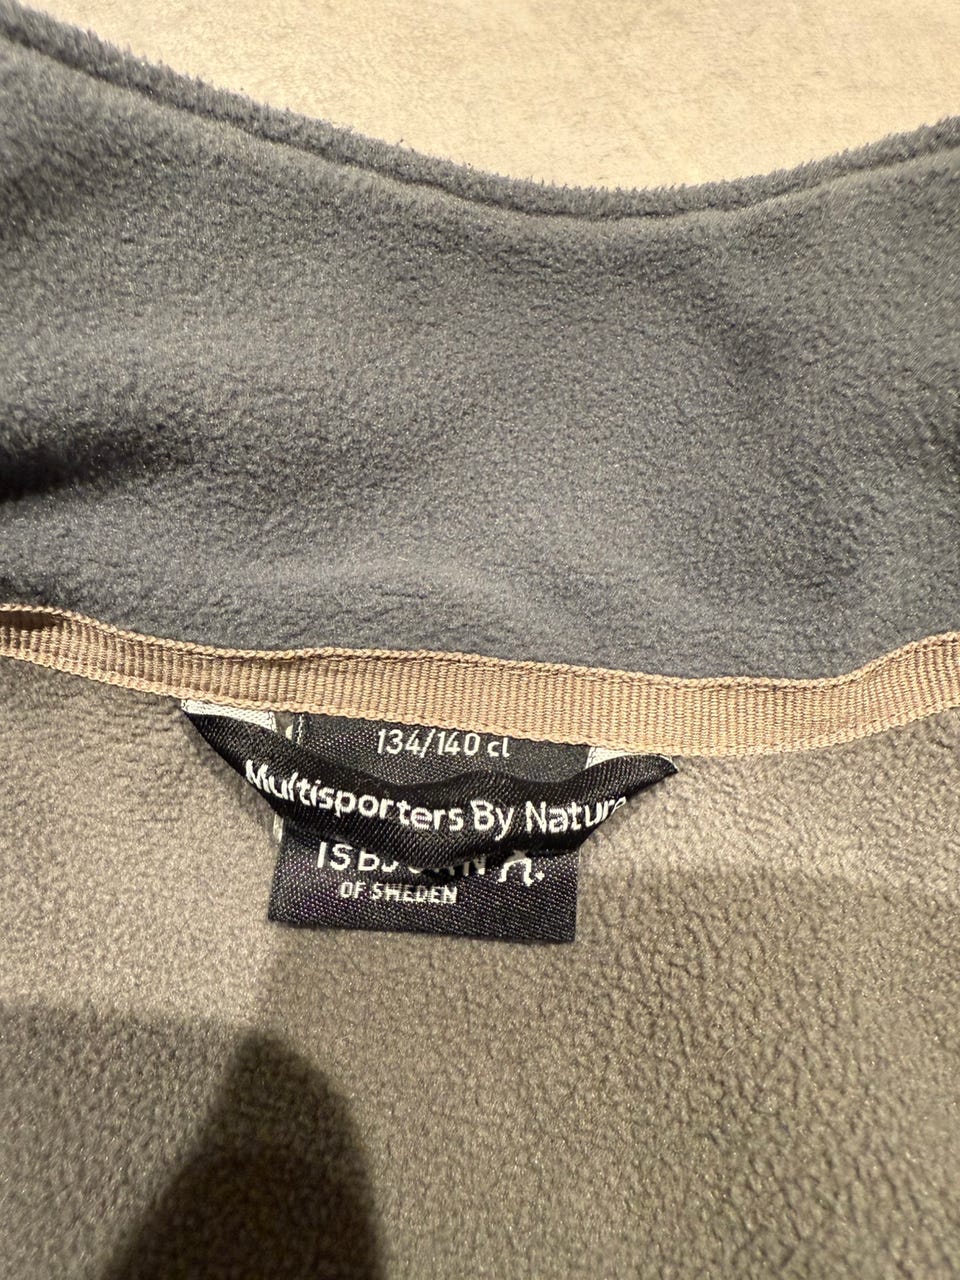 134/140 cl
Multisporters By Nature
OF SWEDEN